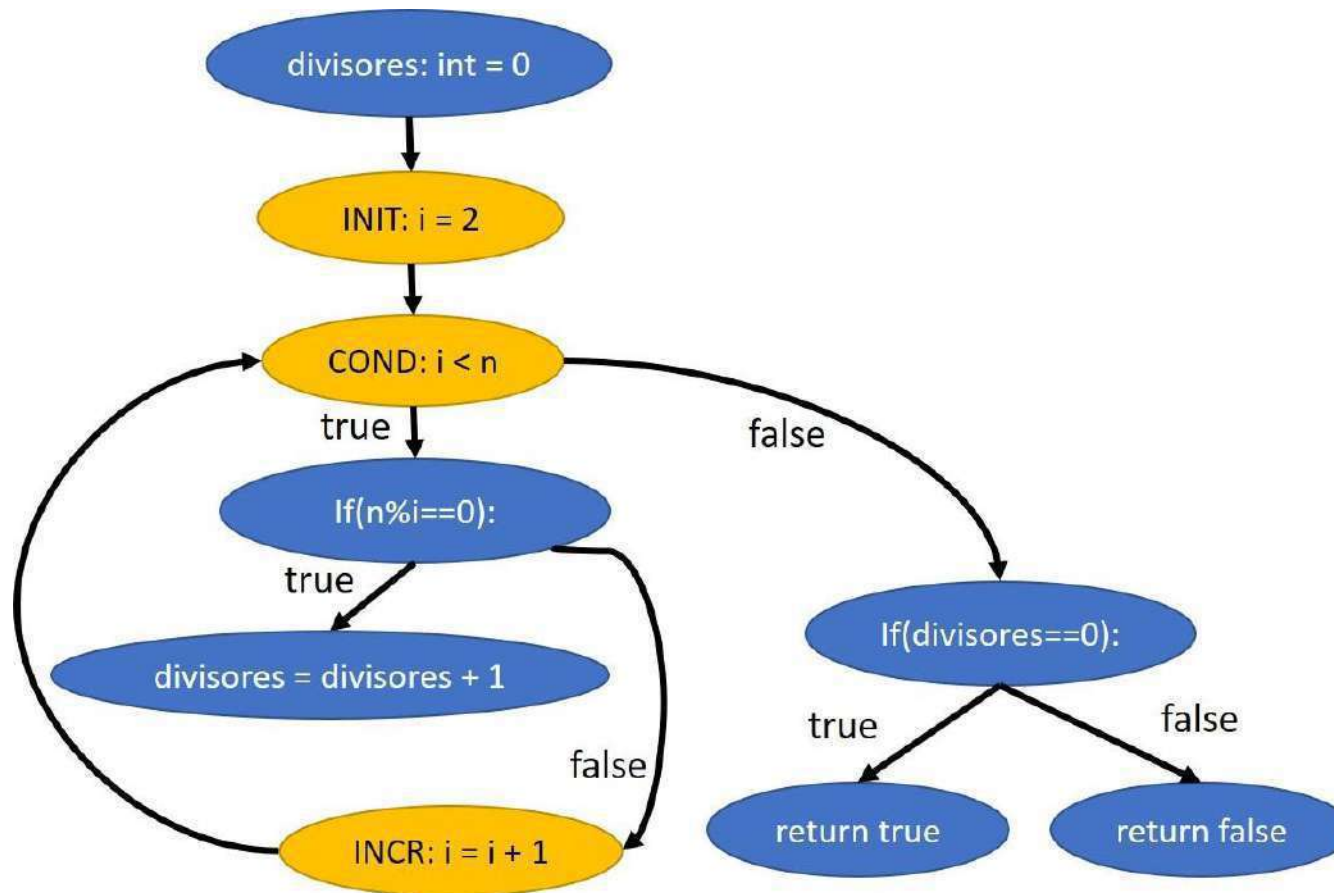 divisores: int = 0
INIT: i = 2
COND: i < n
true
false
If(n%i==0):
true
divisores = divisores + 1
false
INCR: i = i + 1
If(divisores==0):
true
false
return true
return false